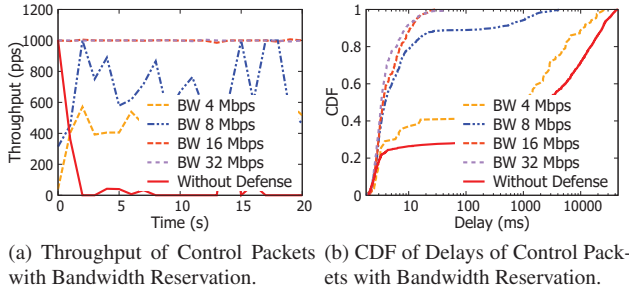 1200
1000
800
600
400
200
0
Throughput (pps)
BW 4 Mbps
BW 8 Mbps
BW 16 Mbps
BW 32 Mbps
Without Defense
0 5 10 15 20
Time (s)
1
0.8
0.6
0.4
0.2
0
CDF
BW 4 Mbps
BW 8 Mbps
BW 16 Mbps
BW 32 Mbps
Without Defense
10 100 1000 10000
Delay (ms)
(a) Throughput of Control Packets
with Bandwidth Reservation.
(b) CDF of Delays of Control Pack-
ets with Bandwidth Reservation.